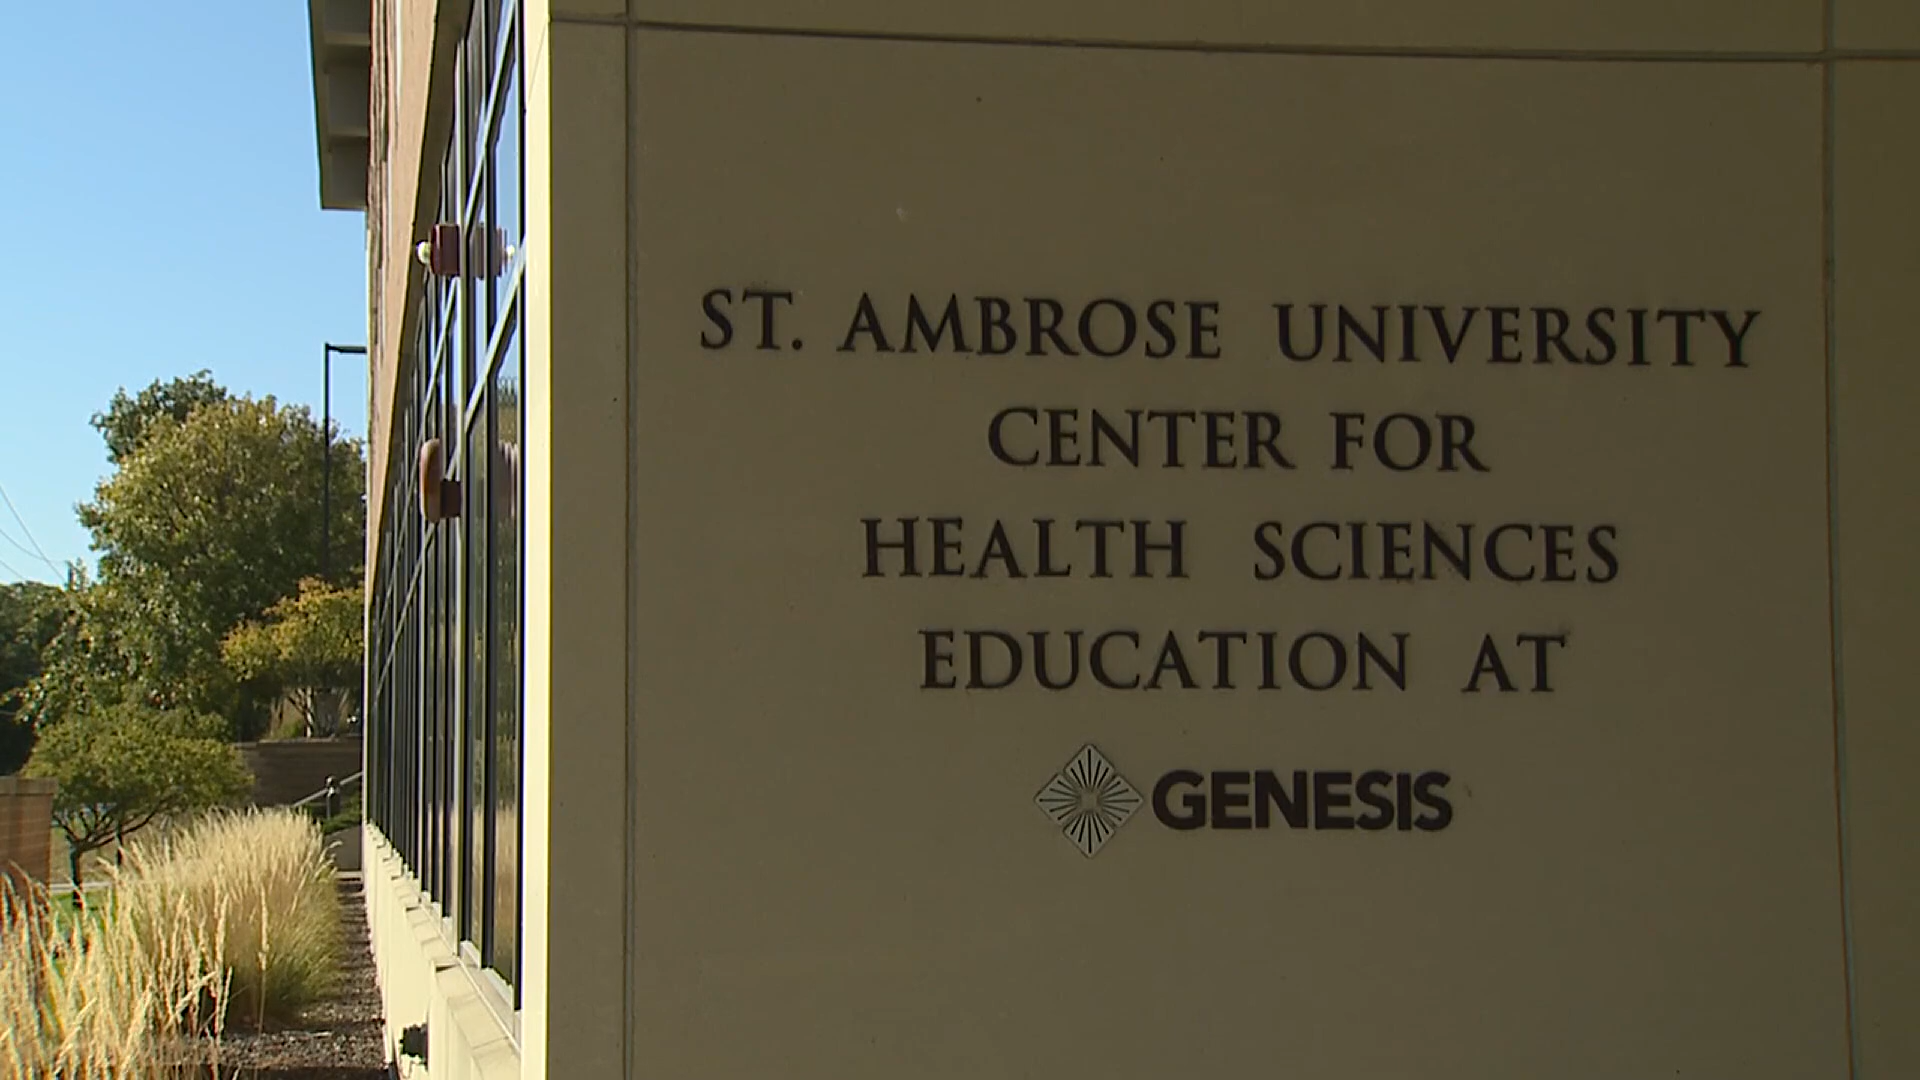 ST. AMBROSE UNIVERSITY
CENTER FOR
HEALTH SCIENCES
EDUCATION AT
GENESIS